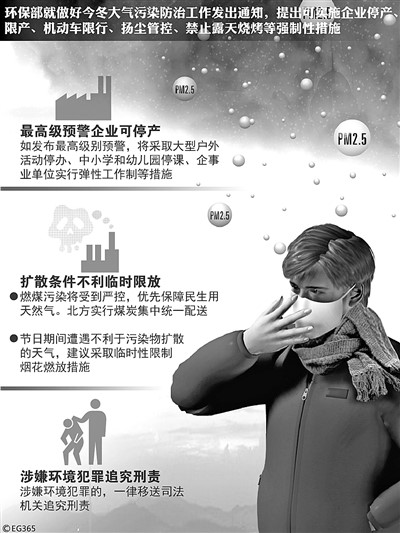 环保部就做好今冬大气污染防治工作发出通知，提出可实施企业停产、
限产、机动车限行、扬尘管控、禁止露天烧烤等强制性措施
PM2.5
PM2.5
最高级预警企业可停产
如发布最高级别预警，将采取大型户外
活动停办、中小学和幼儿园停课、企事
业单位实行弹性工作制等措施
PM2.5
扩散条件不利临时限放
●燃煤污染将受到严控，优先保障民生用
天然气。北方实行煤炭集中统一配送
●节日期间遭遇不利于污染物扩散
的天气，建议采取临时性限制
烟花燃放措施
涉嫌环境犯罪追究刑责
涉嫌环境犯罪的，一律移送司法
机关追究刑责
©EG365